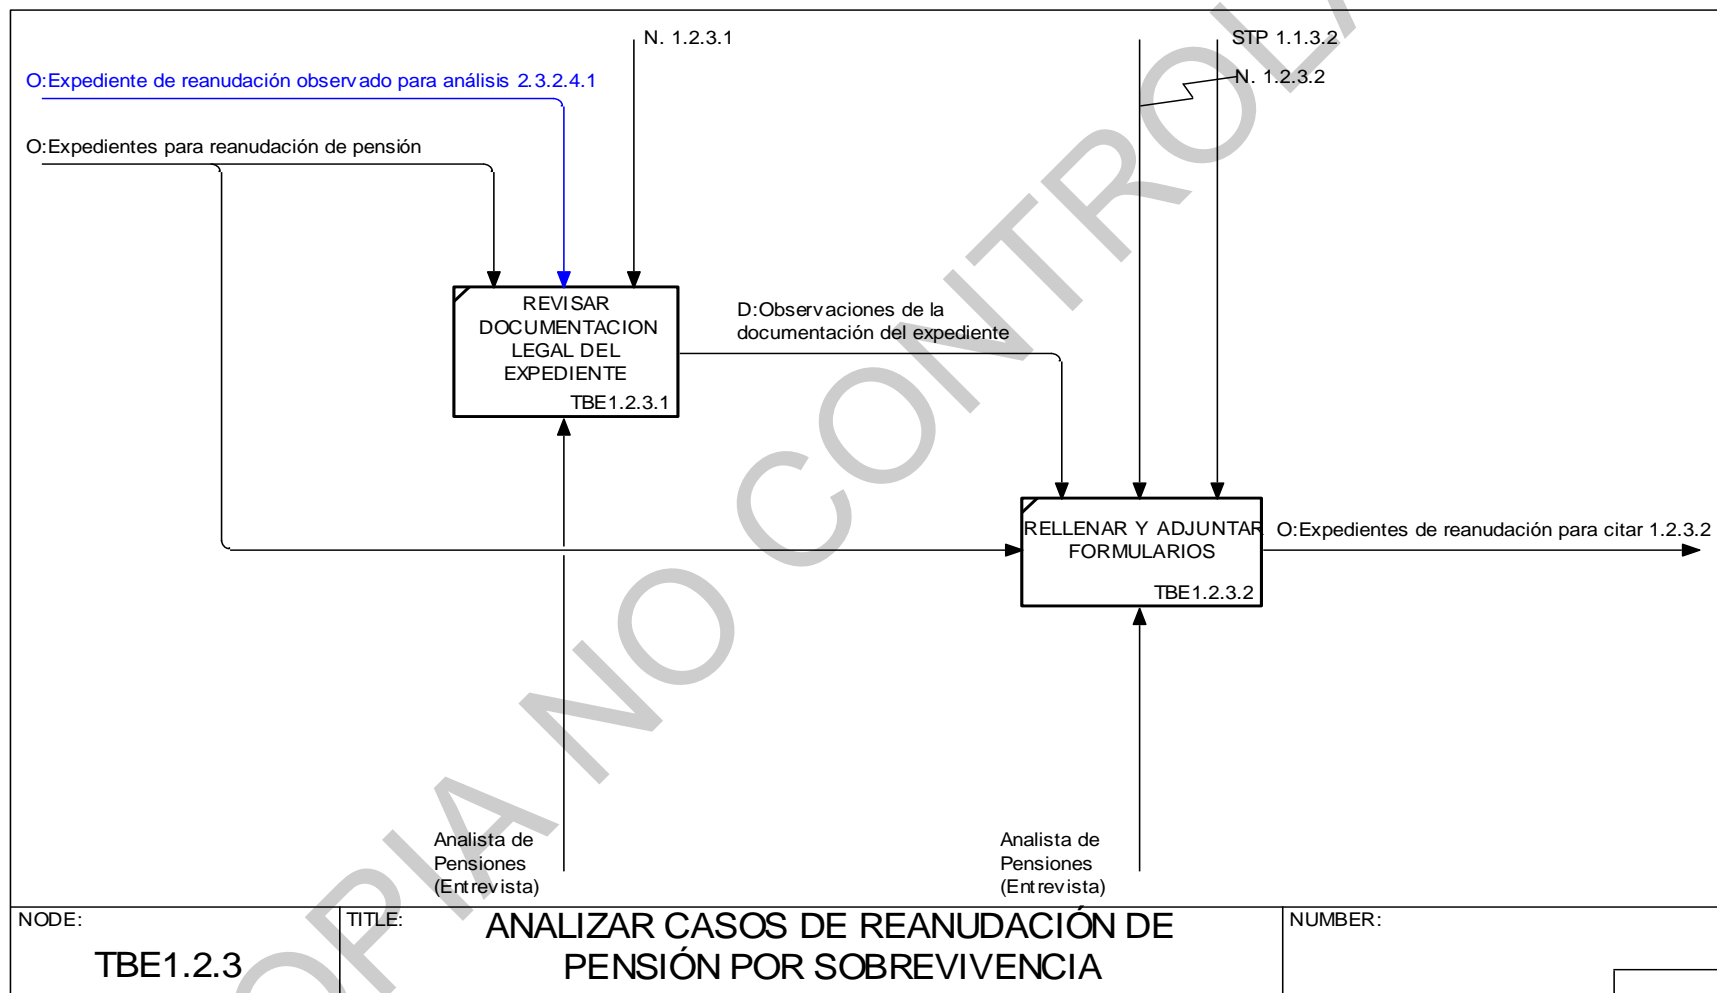 N. 1.2.3.1
STP 1.1.3.2
N. 1.2.3.2
O:Expediente de reanudación observado para análisis 2.3.2.4.1
O:Expedientes para reanudación de pensión
REVISAR
DOCUMENTACION
LEGAL DEL
EXPEDIENTE
TBE1.2.3.1
D:Observaciones de la
documentación del expediente
RELLENAR Y ADJUNTAR
FORMULARIOS
TBE1.2.3.2
O:Expedientes de reanudación para citar 1.2.3.2
Analista de
Pensiones
(Entrevista)
Analista de
Pensiones
(Entrevista)
NODE:
TBE1.2.3
TITLE:
ANALIZAR CASOS DE REANUDACIÓN DE
PENSIÓN POR SOBREVIVENCIA
NUMBER:
OPIA NO CONTROL